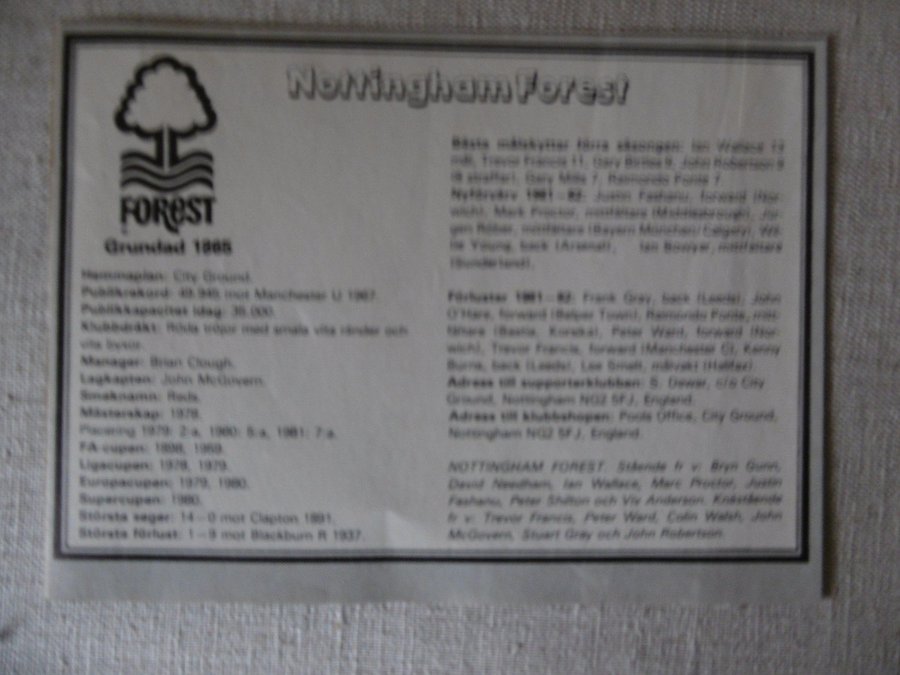 Nottingham Forest
FOREST
Grundad 1865
Hemmaplan: City Ground.
Publikrekord: 49.945 mot Manchester U 1967.
Publikkapacitet idag: 35.000.
Klubbdräkt: Röda tröjor med smala vita ränder och
vita byxor.
Manager: Brian Clough.
Lagkapten: John McGovern.
Smeknamn: Reds.
Mästerskap: 1978.
Placering 1979: 2:a, 1980: 5:a, 1981: 7:a.
FA-cupen: 1898, 1959.
Ligacupen: 1978, 1979.
Europacupen: 1979, 1980.
Supercupen: 1980.
Största seger: 14—0 mot Clapton 1891.
Största förlust: 1—9 mot Blackburn R 1937.
Bästa målskyttar förra säsongen: Ian Wallace
mål, Trevor Francis 11, Gary Birtles 9, John Robertson 9
straffar), Gary Mills 7, Raimondo Ponte 7.
Nyförvärv 1981—82: Justin Fashanu, forward (Nor-
wich), Mark Proctor, mittfältare (Middlesbrough), Jür-
gen Röber, mittfältare (Bayern München/Calgary), Wil-
lie Young, back (Arsenal), Ian Bowyer, mittfältare
(Sunderland).
Förluster 1981—82: Frank Gray, back (Leeds), John
O'Hare, forward (Belper Town), Raimondo Ponte, mitt-
fältare (Bastia, Korsika), Peter Ward, forward (Nor-
wich), Trevor Francis, forward (Manchester C), Kenny
Burns, back (Leeds), Lee Smelt, målvakt (Halifax).
Adress till supporterklubben: S. Dewar, c/o City
Ground, Nottingham NG2 5FJ, England.
Adress till klubbshopen: Pools Office, City Ground,
Nottingham NG2 5FJ, England.
NOTTINGHAM FOREST. Stående fr v: Bryn Gunn,
David Needham, Ian Wallace, Marc Proctor, Justin
Fashanu, Peter Shilton och Viv Anderson. Knästående
fr v: Trevor Francis, Peter Ward, Colin Walsh, John
McGovern, Stuart Gray och John Robertson.